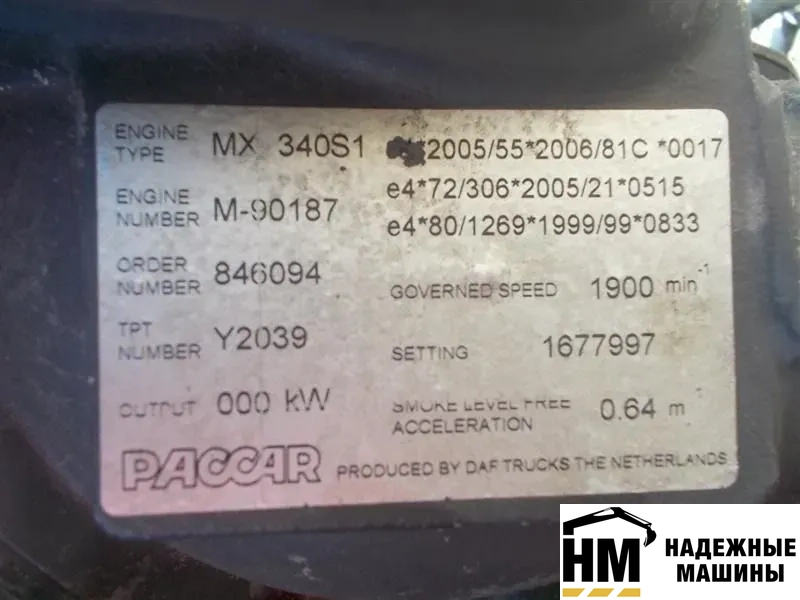 ENGINE TYPE MX 340S1 *2005/55*2006/81C *0017
e4*72/306*2005/21*0515
ENGINE NUMBER M-90187
e4*80/1269*1999/99*0833
ORDER NUMBER 846094
GOVERNED SPEED 1900 min-1
TPT NUMBER Y2039
SETTING 1677997
OUTPUT 000 kW
SMOKE LEVEL FREE ACCELERATION 0.64 m-1
PACCAR PRODUCED BY DAF TRUCKS THE NETHERLANDS
НМ НАДЕЖНЫЕ
МАШИНЫ